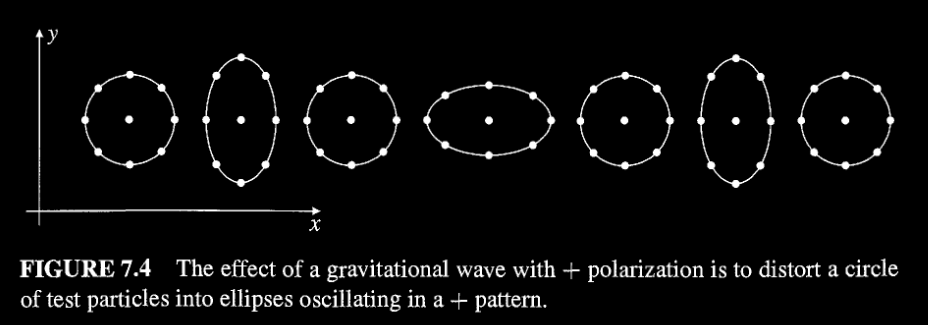 y
x
FIGURE 7.4 The effect of a gravitational wave with + polarization is to distort a circle
of test particles into ellipses oscillating in a + pattern.